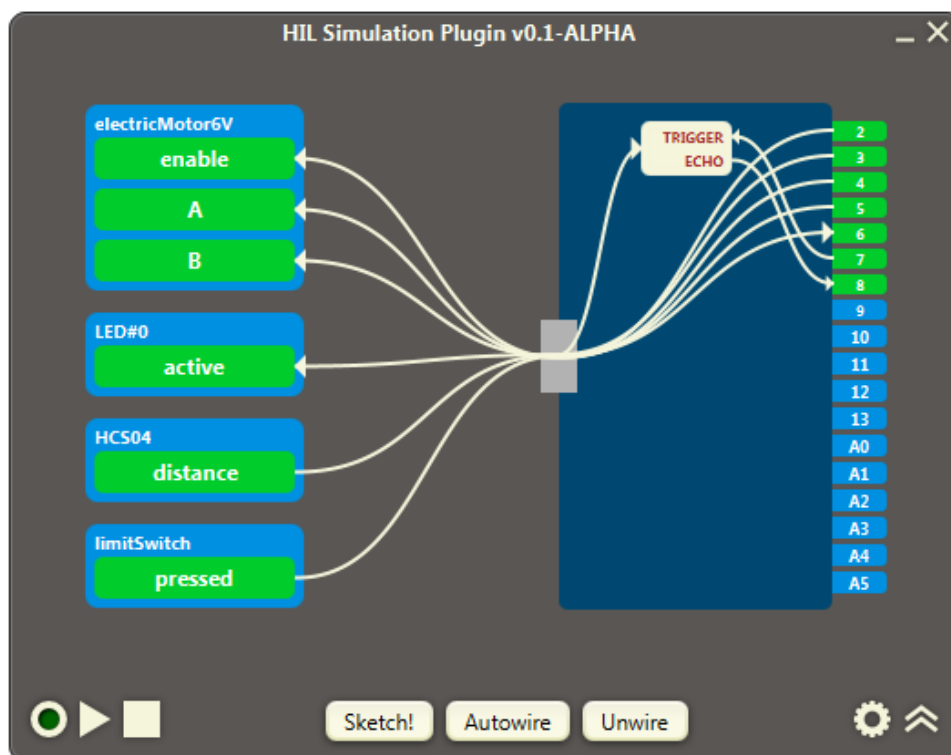 HIL Simulation Plugin v0.1-ALPHA
electricMotor6V
enable
A
B
LED#0
active
HCS04
distance
limitSwitch
pressed
TRIGGER
ECHO
2
3
4
5
6
7
8
9
10
11
12
13
A0
A1
A2
A3
A4
A5
Sketch!
Autowire
Unwire